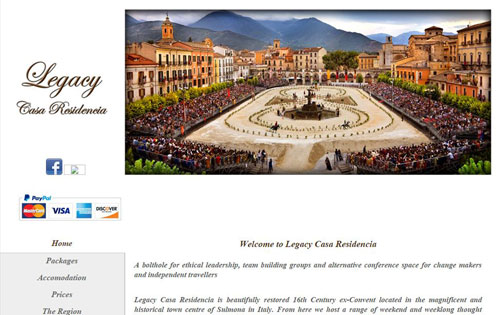 Legacy
Casa Residencia
PayPal
MasterCard VISA AMEX DISCOVER
Home
Packages
Accomodation
Prices
The Region
Welcome to Legacy Casa Residencia
A bolthole for ethical leadership, team building groups and alternative conference space for change makers
and independent travellers
Legacy Casa Residencia is beautifully restored 16th Century ex-Convent located in the magnificent and
historical town centre of Sulmona in Italy. From here we host a range of weekend and weeklong thought